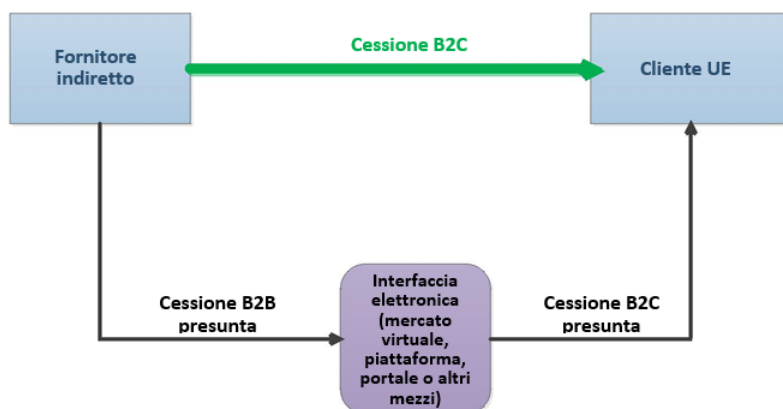 Cessione B2C
Fornitore
indiretto
Cliente UE
Cessione B2B
presunta
Interfaccia
elettronica
(mercato
virtuale,
piattaforma,
portale o altri
mezzi)
Cessione B2C
presunta